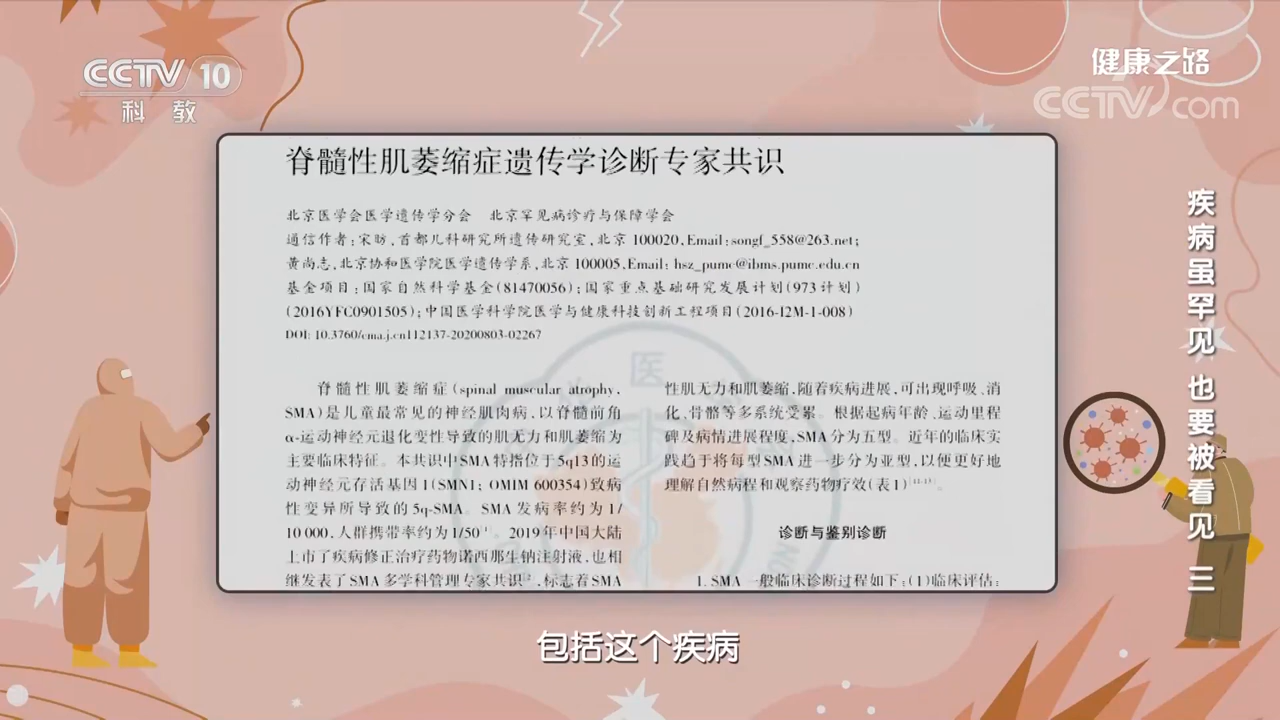 CCTV 10
科教
健康之路
CCTV.com
脊髓性肌萎缩症遗传学诊断专家共识
北京医学会医学遗传学分会 北京罕见病诊疗与保障学会
通信作者:宋昉,首都儿科研究所遗传研究室,北京 100020,Email:songf_558@263.net;
黄尚志,北京协和医学院医学遗传学系,北京 100005,Email: hsz_pumc@ibms.pumc.edu.cn
基金项目:国家自然科学基金(81470056);国家重点基础研究发展计划(973计划)
(2016YFC0901505);中国医学科学院医学与健康科技创新工程项目(2016-I2M-1-008)
DOI: 10.3760/cma.j.cn112137-20200803-02267
脊髓性肌萎缩症(spinal muscular atrophy,
SMA)是儿童最常见的神经肌肉病,以脊髓前角
α-运动神经元退化变性导致的肌无力和肌萎缩为
主要临床特征。本共识中SMA特指位于5q13的运
动神经元存活基因1(SMN1; OMIM 600354)致病
性变异所导致的5q-SMA。SMA发病率约为1/
10 000,人群携带率约为1/50[1]。2019年中国大陆
上市了疾病修正治疗药物诺西那生钠注射液,也相
继发表了SMA多学科管理专家共识[2],标志着SMA
性肌无力和肌萎缩,随着疾病进展,可出现呼吸、消
化、骨骼等多系统受累。根据起病年龄、运动里程
碑及病情进展程度,SMA分为五型。近年的临床实
践趋于将每型SMA进一步分为亚型,以便更好地
理解自然病程和观察药物疗效(表1)。
诊断与鉴别诊断
1. SMA一般临床诊断过程如下:(1)临床评估:
疾病虽罕见 也要被看见 三
包括这个疾病